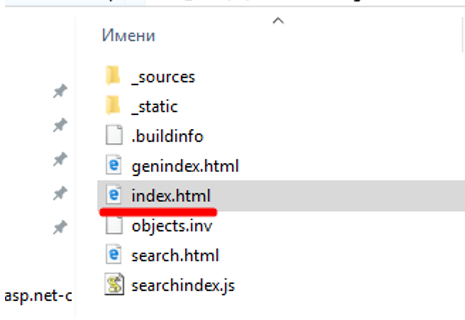 Имени
_sources
_static
.buildinfo
genindex.html
index.html
objects.inv
search.html
asp.net-c
searchindex.js